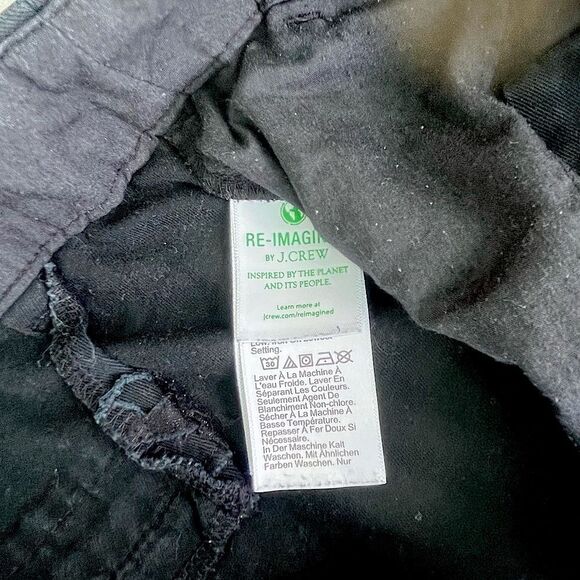 RE-IMAGIN
BY J.CREW
INSPIRED BY THE PLANET
AND ITS PEOPLE.
Learn more at
jcrew.com/reimagined
Setting.
30
Laver À La Machine À
L'eau Froide. Laver En
Séparant Les Couleurs.
Seulement Agent De
Blanchiment Non-chlore.
Sécher À La Machine À
Basse Température.
Repasser À Fer Doux Si
Nécessaire.
In Der Maschine Kalt
Waschen. Mit Ähnlichen
Farben Waschen. Nur